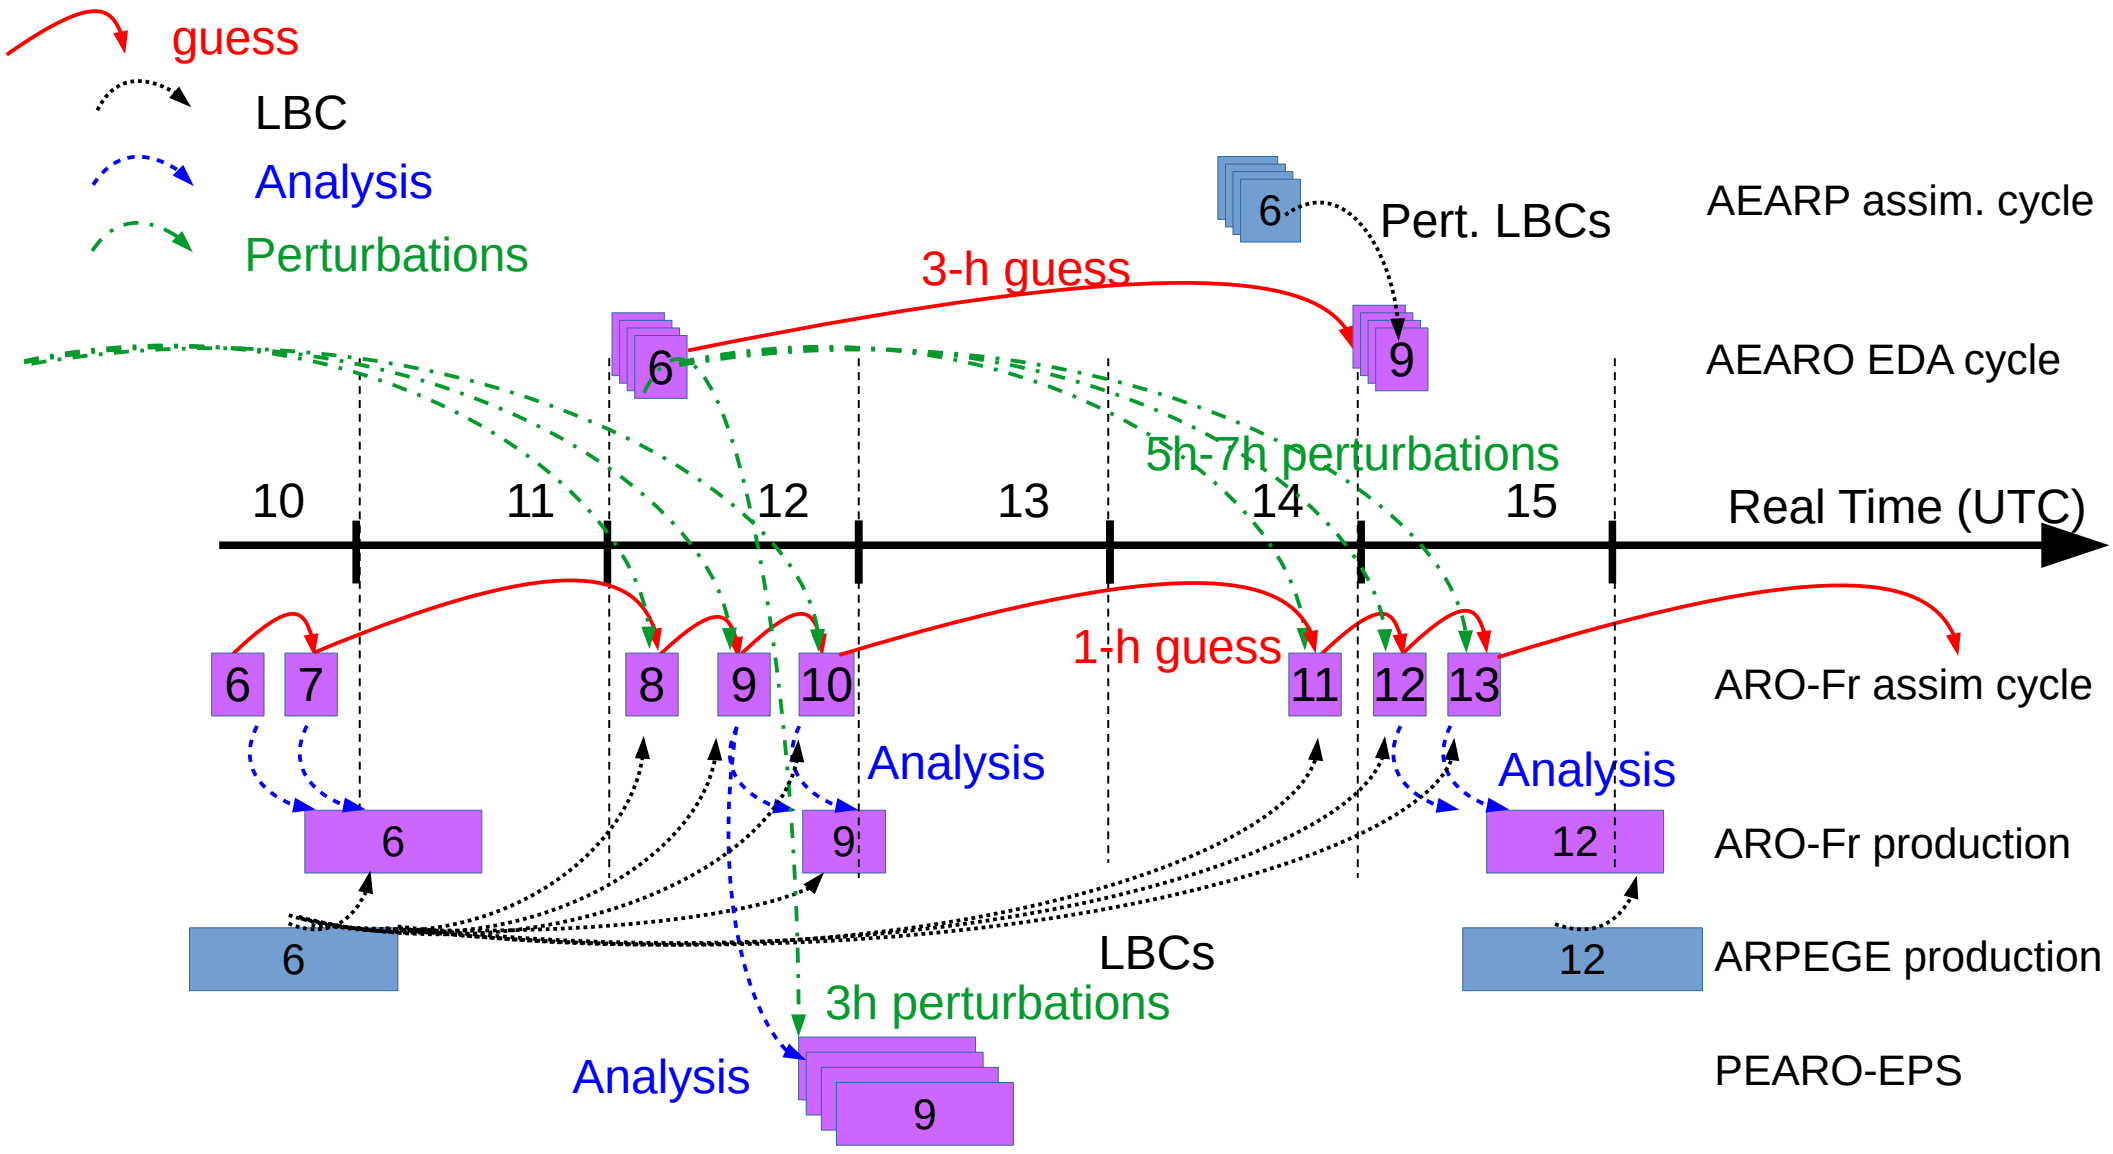 guess
LBC
Analysis
Perturbations
6
Pert. LBCs
AEARP assim. cycle
3-h guess
6
9
AEARO EDA cycle
5h-7h perturbations
10
11
12
13
14
15
Real Time (UTC)
1-h guess
6
7
8
9
10
11
12
13
ARO-Fr assim cycle
Analysis
Analysis
6
9
12
ARO-Fr production
LBCs
6
12
ARPEGE production
3h perturbations
Analysis
9
PEARO-EPS